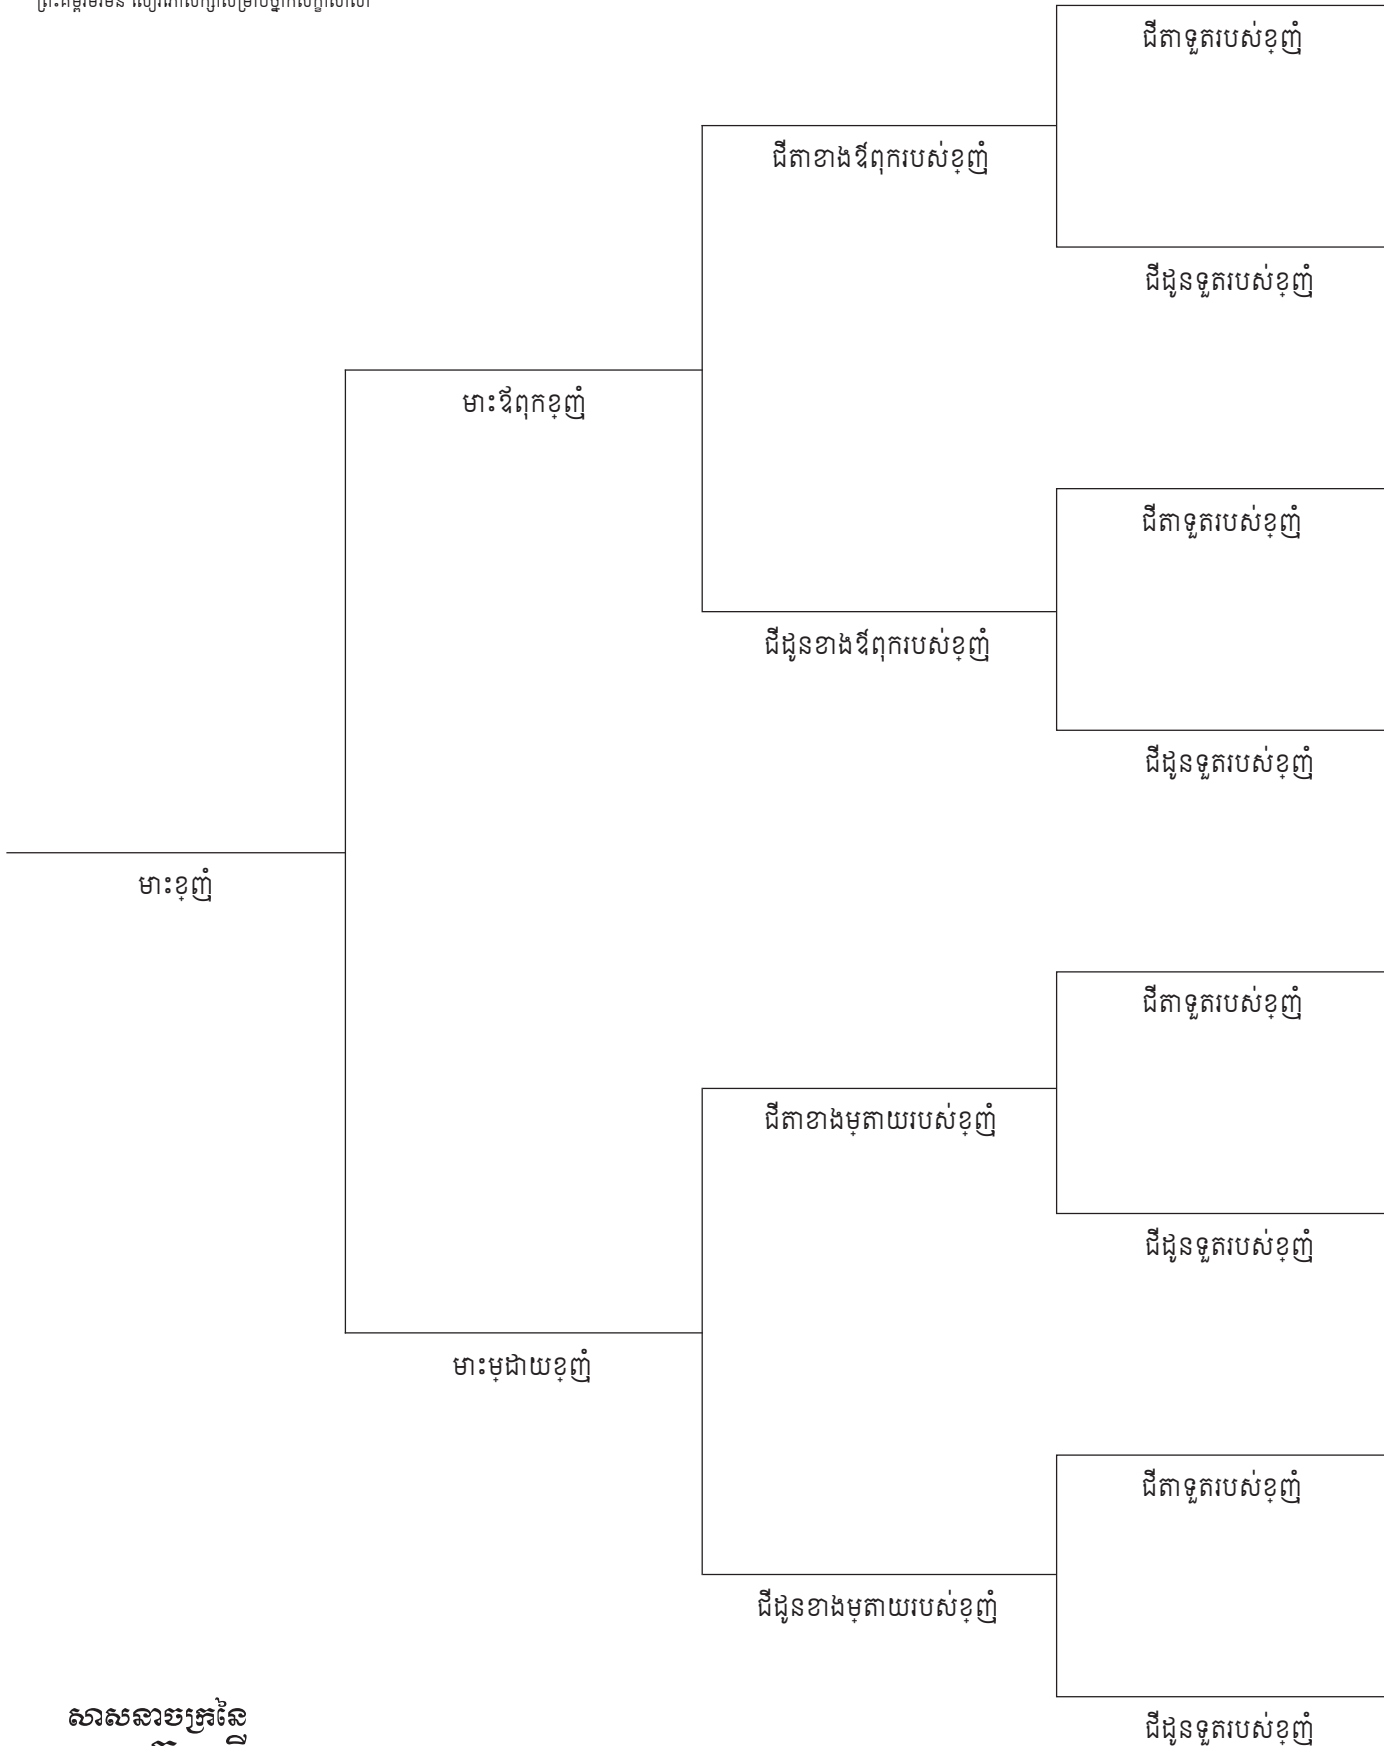 ជីតាទួតរបស់ខ្ញុំ
ជីតាខាងឪពុករបស់ខ្ញុំ
ជីដូនទួតរបស់ខ្ញុំ
មាះឪពុកខ្ញុំ
ជីតាទួតរបស់ខ្ញុំ
ជីដូនខាងឪពុករបស់ខ្ញុំ
ជីដូនទួតរបស់ខ្ញុំ
មាះខ្ញុំ
ជីតាទួតរបស់ខ្ញុំ
ជីតាខាងម្តាយរបស់ខ្ញុំ
ជីដូនទួតរបស់ខ្ញុំ
មាះម្ដាយខ្ញុំ
ជីតាទួតរបស់ខ្ញុំ
ជីដូនខាងម្តាយរបស់ខ្ញុំ
សាសនាចក្រនៃ
ជីដូនទួតរបស់ខ្ញុំ